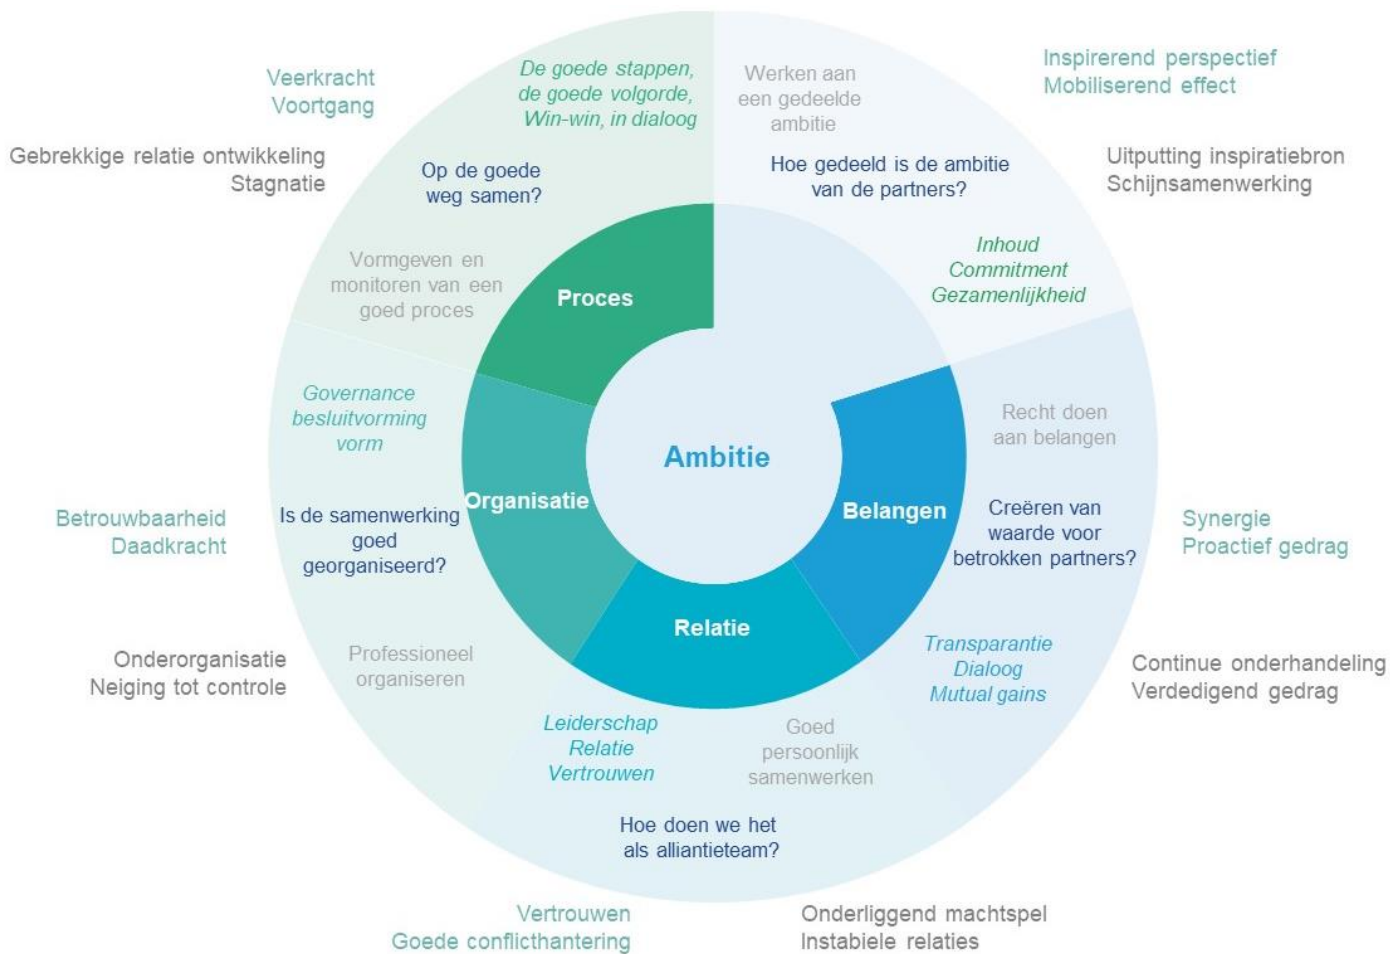 Veerkracht
Voortgang
Gebrekkige relatie ontwikkeling
Stagnatie
De goede stappen,
de goede volgorde,
Win-win, in dialoog
Op de goede
weg samen?
Vormgeven en
monitoren van een
goed proces
Proces
Werken aan
een gedeelde
ambitie
Hoe gedeeld is de ambitie
van de partners?
Inhoud
Commitment
Gezamenlijkheid
Inspirerend perspectief
Mobiliserend effect
Uitputting inspiratiebron
Schijnsamenwerking
Ambitie
Governance
besluitvorming
vorm
Organisatie
Is de samenwerking
goed
georganiseerd?
Professioneel
organiseren
Betrouwbaarheid
Daadkracht
Onderorganisatie
Neiging tot controle
Belangen
Recht doen
aan belangen
Creëren van
waarde voor
betrokken partners?
Transparantie
Dialoog
Mutual gains
Synergie
Proactief gedrag
Continue onderhandeling
Verdedigend gedrag
Relatie
Leiderschap
Relatie
Vertrouwen
Goed
persoonlijk
samenwerken
Hoe doen we het
als alliantieteam?
Vertrouwen
Goede conflicthantering
Onderliggend machtspel
Instabiele relaties